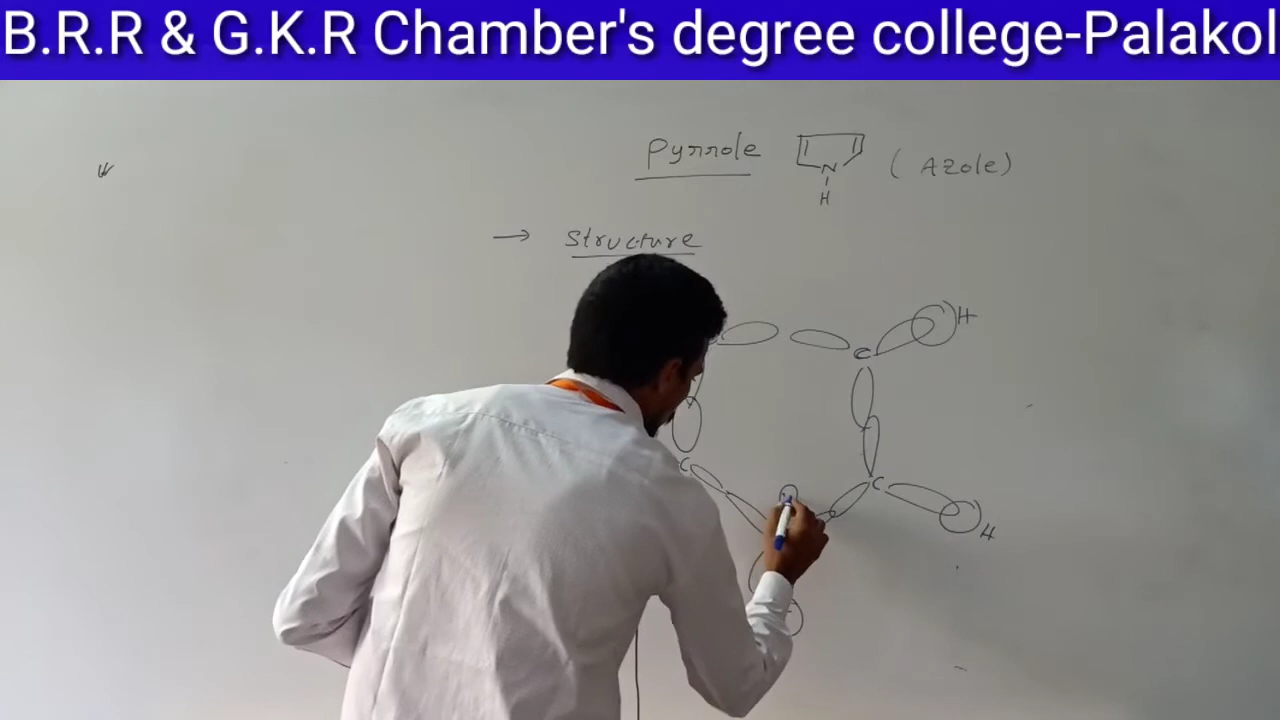 B.R.R & G.K.R Chamber's degree college-Palakol
Pyrrole N H (Azole)
→ Structure
C H
C C H